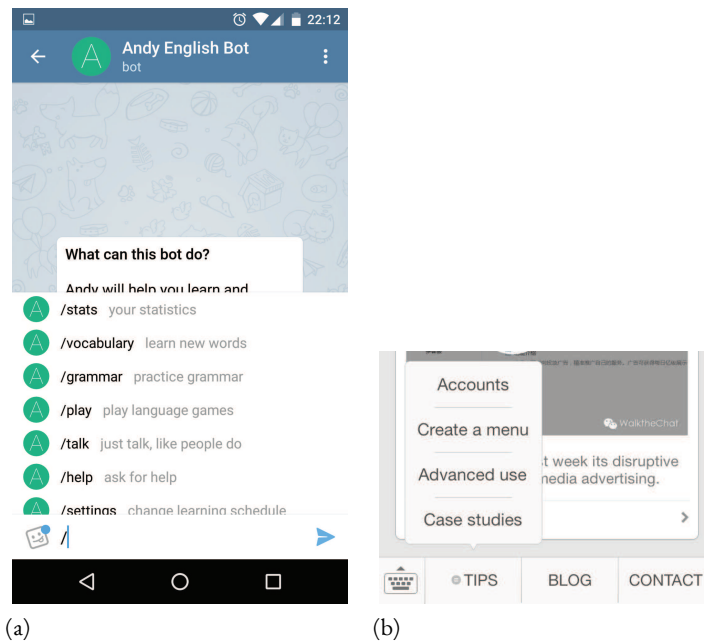 22:12
Andy English Bot
bot
What can this bot do?
Andy will help you learn and
/stats your statistics
/vocabulary learn new words
/grammar practice grammar
/play play language games
/talk just talk, like people do
/help ask for help
/settings change learning schedule
/
(a)
WalktheChat
Accounts
Create a menu
Advanced use
Case studies
t week its disruptive
media advertising.
TIPS
BLOG
CONTACT
(b)